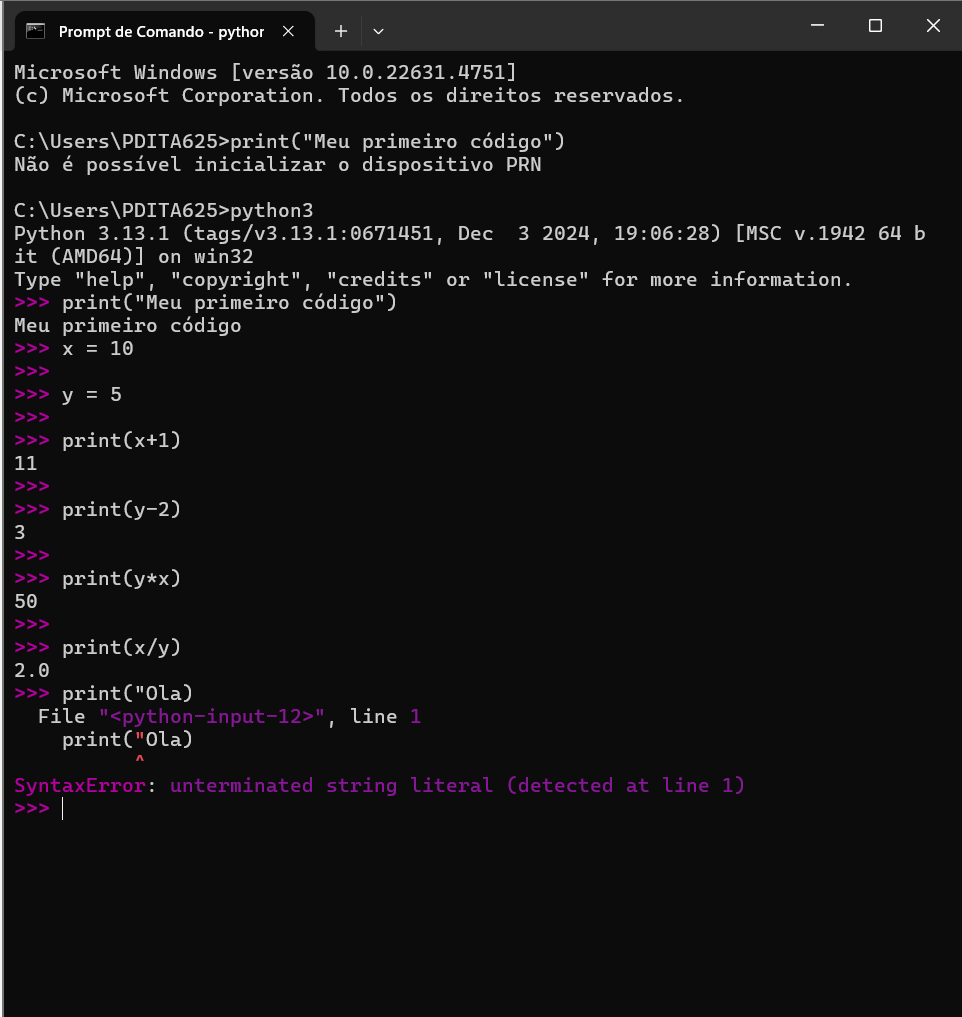 Prompt de Comando - python
Microsoft Windows [versão 10.0.22631.4751]
(c) Microsoft Corporation. Todos os direitos reservados.
C:\Users\PDITA625>print("Meu primeiro código")
Não é possível inicializar o dispositivo PRN
C:\Users\PDITA625>python3
Python 3.13.1 (tags/v3.13.1:0671451, Dec  3 2024, 19:06:28) [MSC v.1942 64 b
it (AMD64)] on win32
Type "help", "copyright", "credits" or "license" for more information.
>>> print("Meu primeiro código")
Meu primeiro código
>>> x = 10
>>>
>>> y = 5
>>>
>>> print(x+1)
11
>>>
>>> print(y-2)
3
>>>
>>> print(y*x)
50
>>>
>>> print(x/y)
2.0
>>> print("Ola)
  File "<python-input-12>", line 1
    print("Ola)
          ^
SyntaxError: unterminated string literal (detected at line 1)
>>>